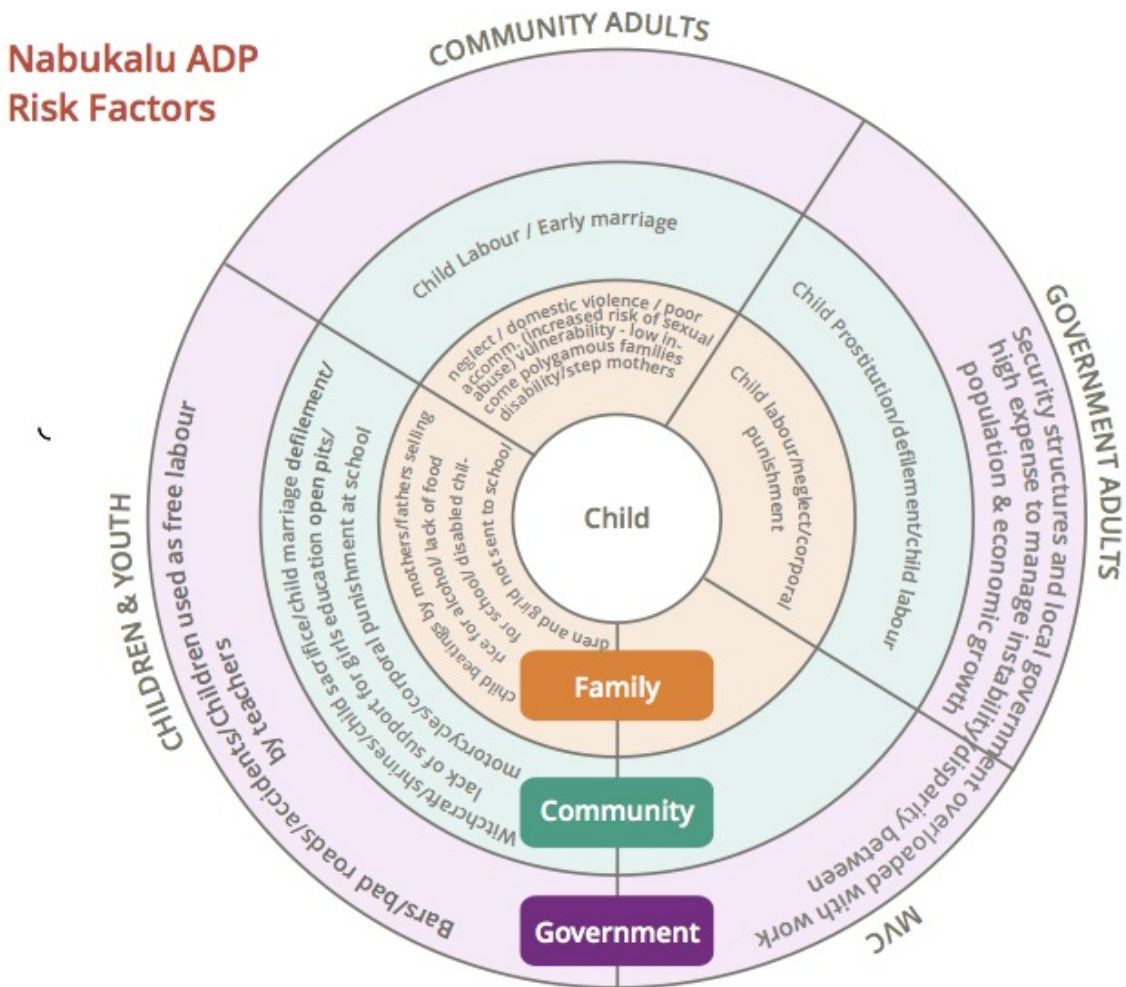 Nabukalu ADP
Risk Factors
COMMUNITY ADULTS
GOVERNMENT ADULTS
MVC
CHILDREN & YOUTH
Child Labour / Early marriage
neglect / domestic violence / poor
accomm. (increased risk of sexual
abuse) vulnerability - low in-
come polygamous families
disability/step mothers
Child Prostitution/defilement/child labour
Child labour/neglect/corporal
punishment
Security structures and local government overloaded with work
high expense to manage instability/disparity between
population & economic growth
Bars/bad roads/accidents/Children used as free labour
by teachers
Witchcraft/shrines/child sacrifice/child marriage defilement/
lack of support for girls education open pits/
motorcycles/corporal punishment at school
child beatings by mothers/fathers selling
rice for alcohol/ lack of food
for school/ disabled chil-
dren and girlld not sent to school
Child
Family
Community
Government